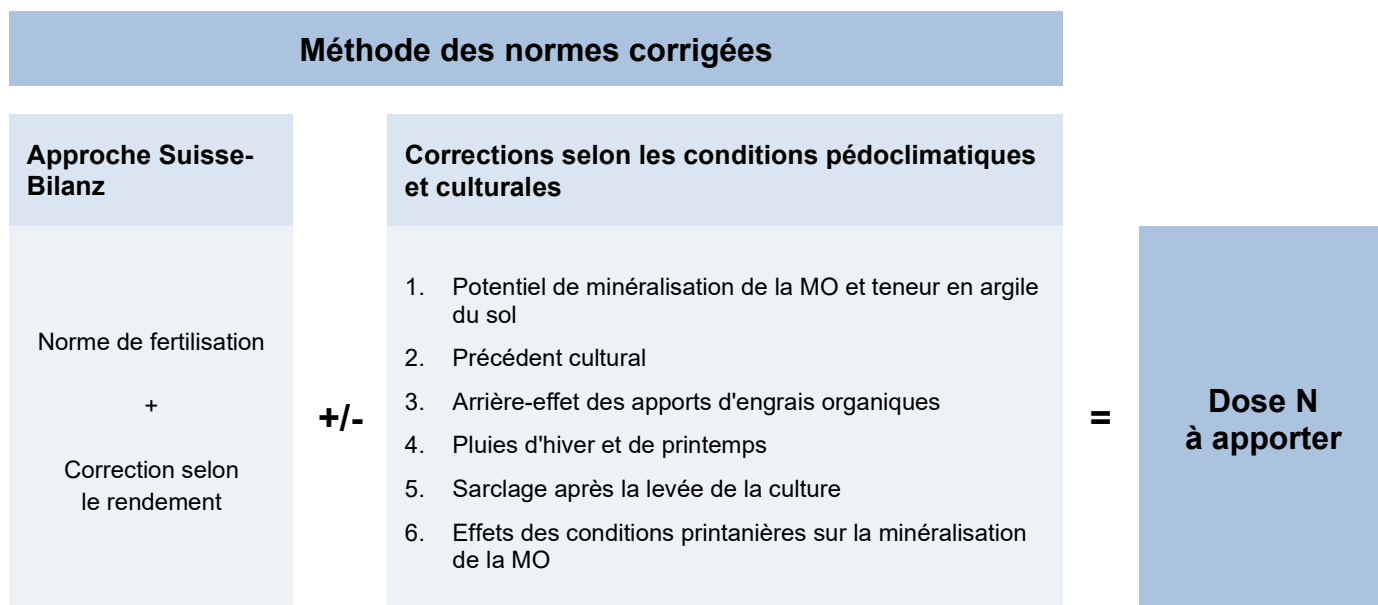 Méthode des normes corrigées
Approche Suisse-
Bilanz
Norme de fertilisation
+
Correction selon
le rendement
+/-
Corrections selon les conditions pédoclimatiques
et culturales
1. Potentiel de minéralisation de la MO et teneur en argile
du sol
2. Précédent cultural
3. Arrière-effet des apports d'engrais organiques
4. Pluies d'hiver et de printemps
5. Sarclage après la levée de la culture
6. Effets des conditions printanières sur la minéralisation
de la MO
=
Dose N
à apporter